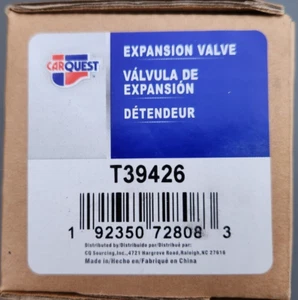 CARQUEST
EXPANSION VALVE
VÁLVULA DE
EXPANSIÓN
DÉTENDEUR
T39426
1 92350 72808 3
Distributed by/Distribuido por/Distribué par:
CQ Sourcing,Inc.,4721 Hargrove Road,Raleigh,NC 27616
Made in/Hecho en/Fabriqué en China